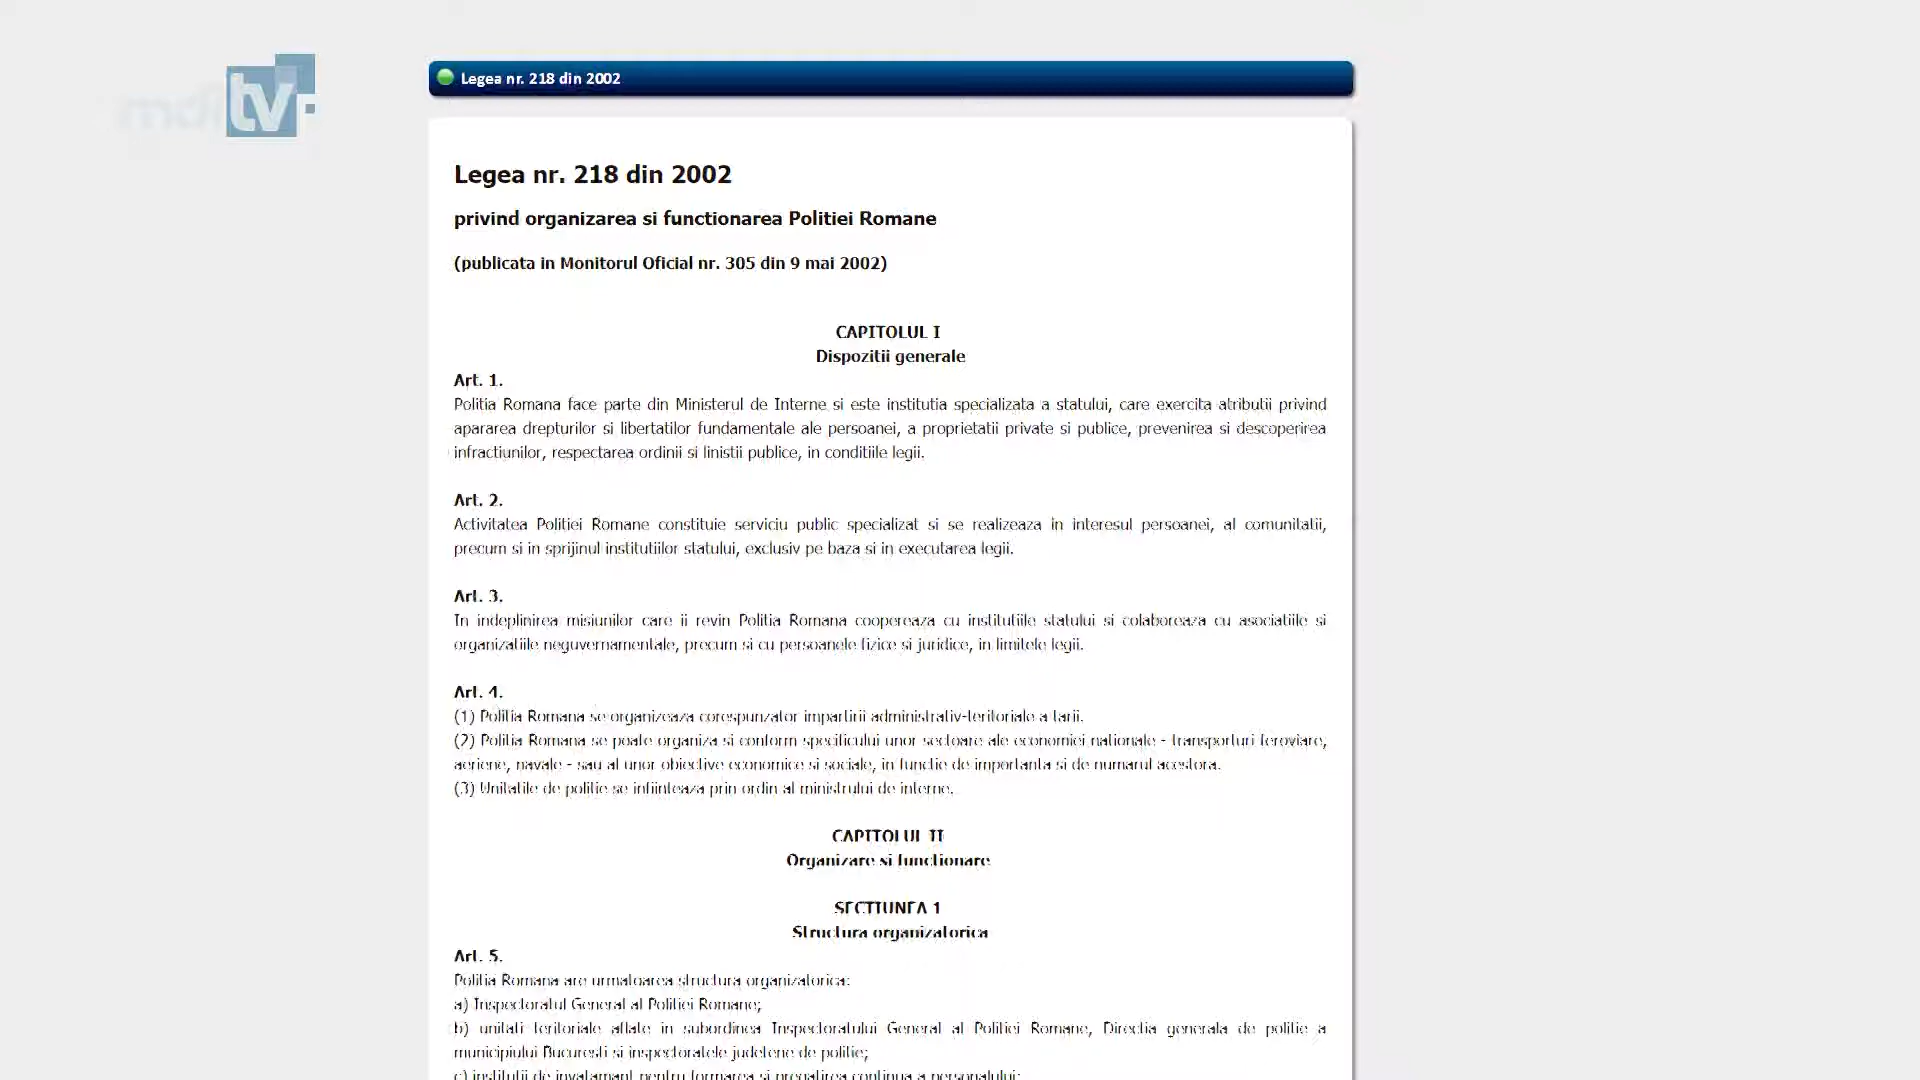 mditv
Legea nr. 218 din 2002
Legea nr. 218 din 2002
privind organizarea si functionarea Politiei Romane
(publicata in Monitorul Oficial nr. 305 din 9 mai 2002)
CAPITOLUL I
Dispozitii generale
Art. 1.
Politia Romana face parte din Ministerul de Interne si este institutia specializata a statului, care exercita atributii privind
apararea drepturilor si libertatilor fundamentale ale persoanei, a proprietatii private si publice, prevenirea si descoperirea
infractiunilor, respectarea ordinii si linistii publice, in conditiile legii.
Art. 2.
Activitatea Politiei Romane constituie serviciu public specializat si se realizeaza in interesul persoanei, al comunitatii,
precum si in sprijinul institutiilor statului, exclusiv pe baza si in executarea legii.
Art. 3.
In indeplinirea misiunilor care ii revin Politia Romana coopereaza cu institutiile statului si colaboreaza cu asociatiile si
organizatiile neguvernamentale, precum si cu persoanele fizice si juridice, in limitele legii.
Art. 4.
(1) Politia Romana se organizeaza corespunzator impartirii administrativ-teritoriale a tarii.
(2) Politia Romana se poate organiza si conform specificului unor sectoare ale economiei nationale - transporturi feroviare,
aeriene, navale - sau al unor obiective economice si sociale, in functie de importanta si de numarul acestora.
(3) Unitatile de politie se infiinteaza prin ordin al ministrului de interne.
CAPITOLUL II
Organizare si functionare
SECTIUNEA 1
Structura organizatorica
Art. 5.
Politia Romana are urmatoarea structura organizatorica:
a) Inspectoratul General al Politiei Romane;
b) unitati teritoriale aflate in subordinea Inspectoratului General al Politiei Romane, Directia generala de politie a
municipiului Bucuresti si inspectoratele judetene de politie;
c) institutii de invatamant pentru formarea si pregatirea continua a personalului;